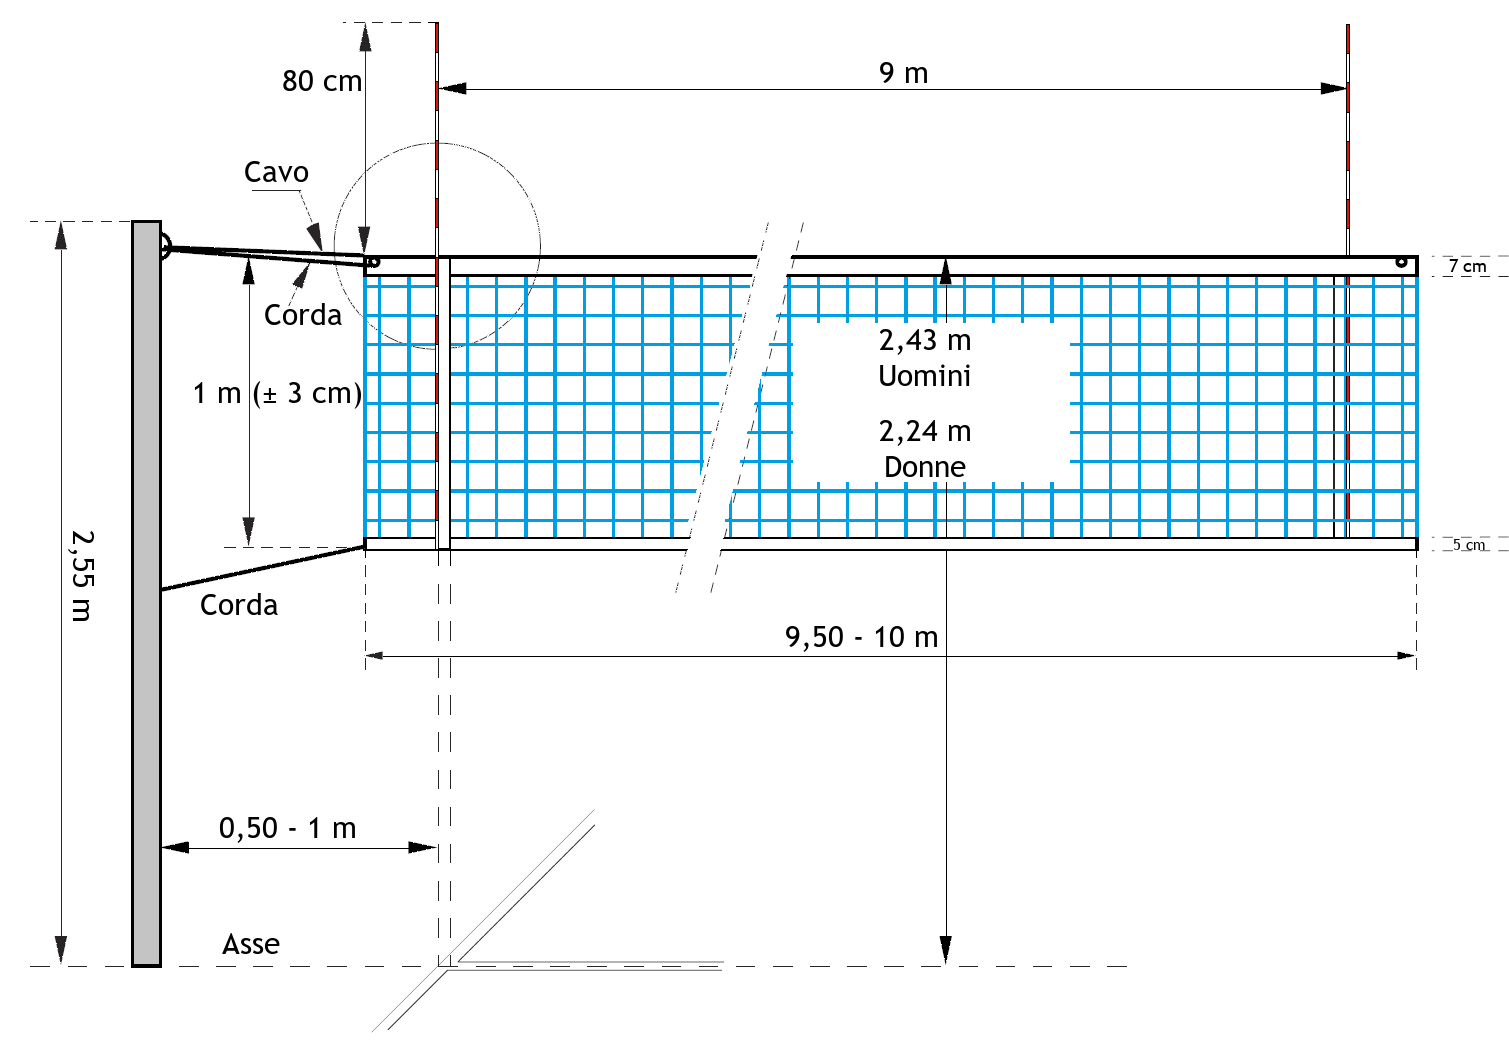 80 cm
9 m
Cavo
7 cm
Corda
2,43 m
Uomini
1 m (± 3 cm)
2,24 m
Donne
5 cm
2,55 m
Corda
9,50 - 10 m
0,50 - 1 m
Asse